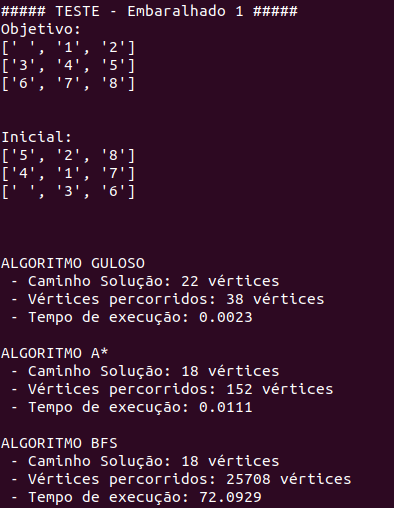 ##### TESTE - Embaralhado 1 #####
Objetivo:
[' ', '1', '2']
['3', '4', '5']
['6', '7', '8']
Inicial:
['5', '2', '8']
['4', '1', '7']
[' ', '3', '6']
ALGORITMO GULOSO
- Caminho Solução: 22 vértices
- Vértices percorridos: 38 vértices
- Tempo de execução: 0.0023
ALGORITMO A*
- Caminho Solução: 18 vértices
- Vértices percorridos: 152 vértices
- Tempo de execução: 0.0111
ALGORITMO BFS
- Caminho Solução: 18 vértices
- Vértices percorridos: 25708 vértices
- Tempo de execução: 72.0929